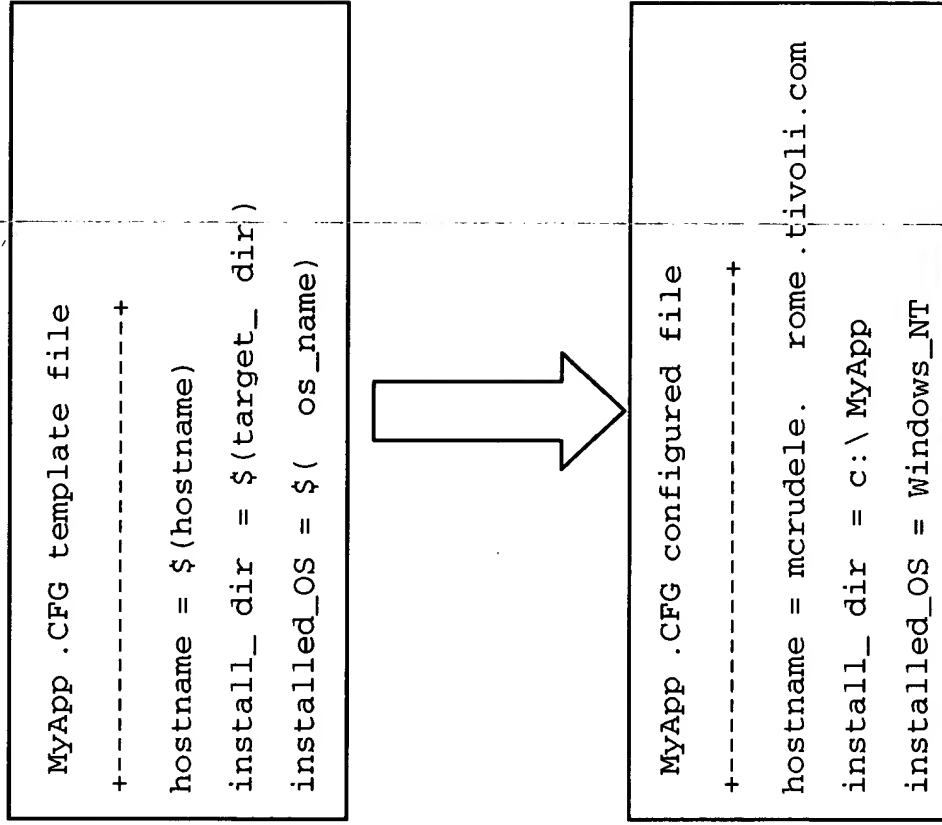 MyApp .CFG template file
+---------------------------+
hostname = $(hostname)
install_ dir = $(target_ dir)
installed_OS = $(  os_name)
MyApp .CFG configured file
+-----------------------------+
hostname = mcrudele.  rome .tivoli.com
install_ dir = c:\ MyApp
installed_OS = Windows_NT